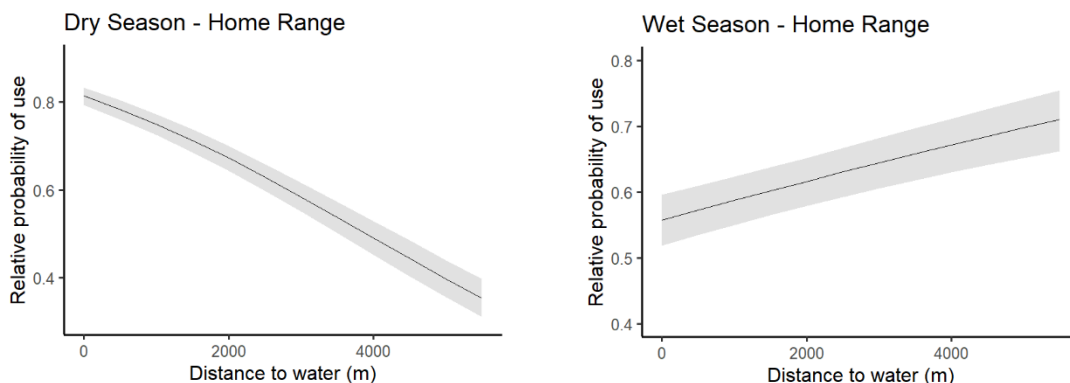 Dry Season - Home Range
Relative probability of use
0.8
0.6
0.4
0
2000
4000
Distance to water (m)
Wet Season - Home Range
Relative probability of use
0.8
0.7
0.6
0.5
0.4
0
2000
4000
Distance to water (m)